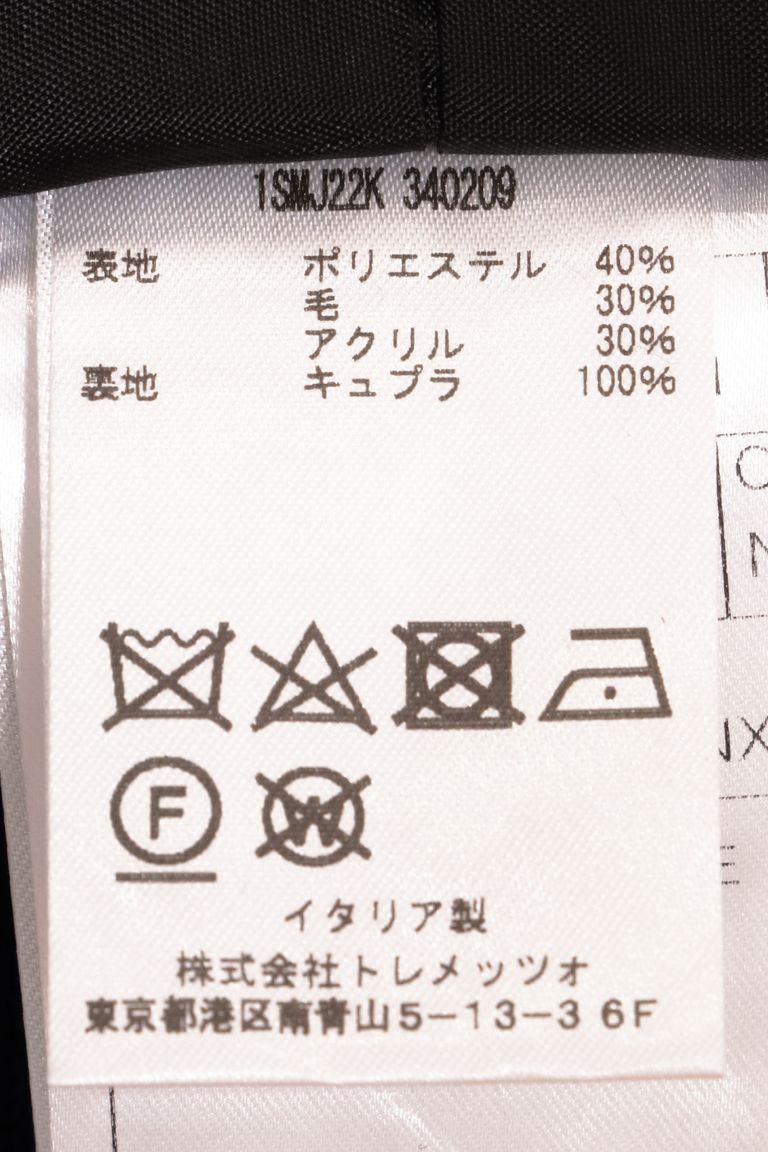 1SMJ22K 340209
表地 ポリエステル 40%
毛 30%
アクリル 30%
裏地 キュプラ 100%
F
W
イタリア製
株式会社トレメッツオ
東京都港区南青山5-13-3 6F